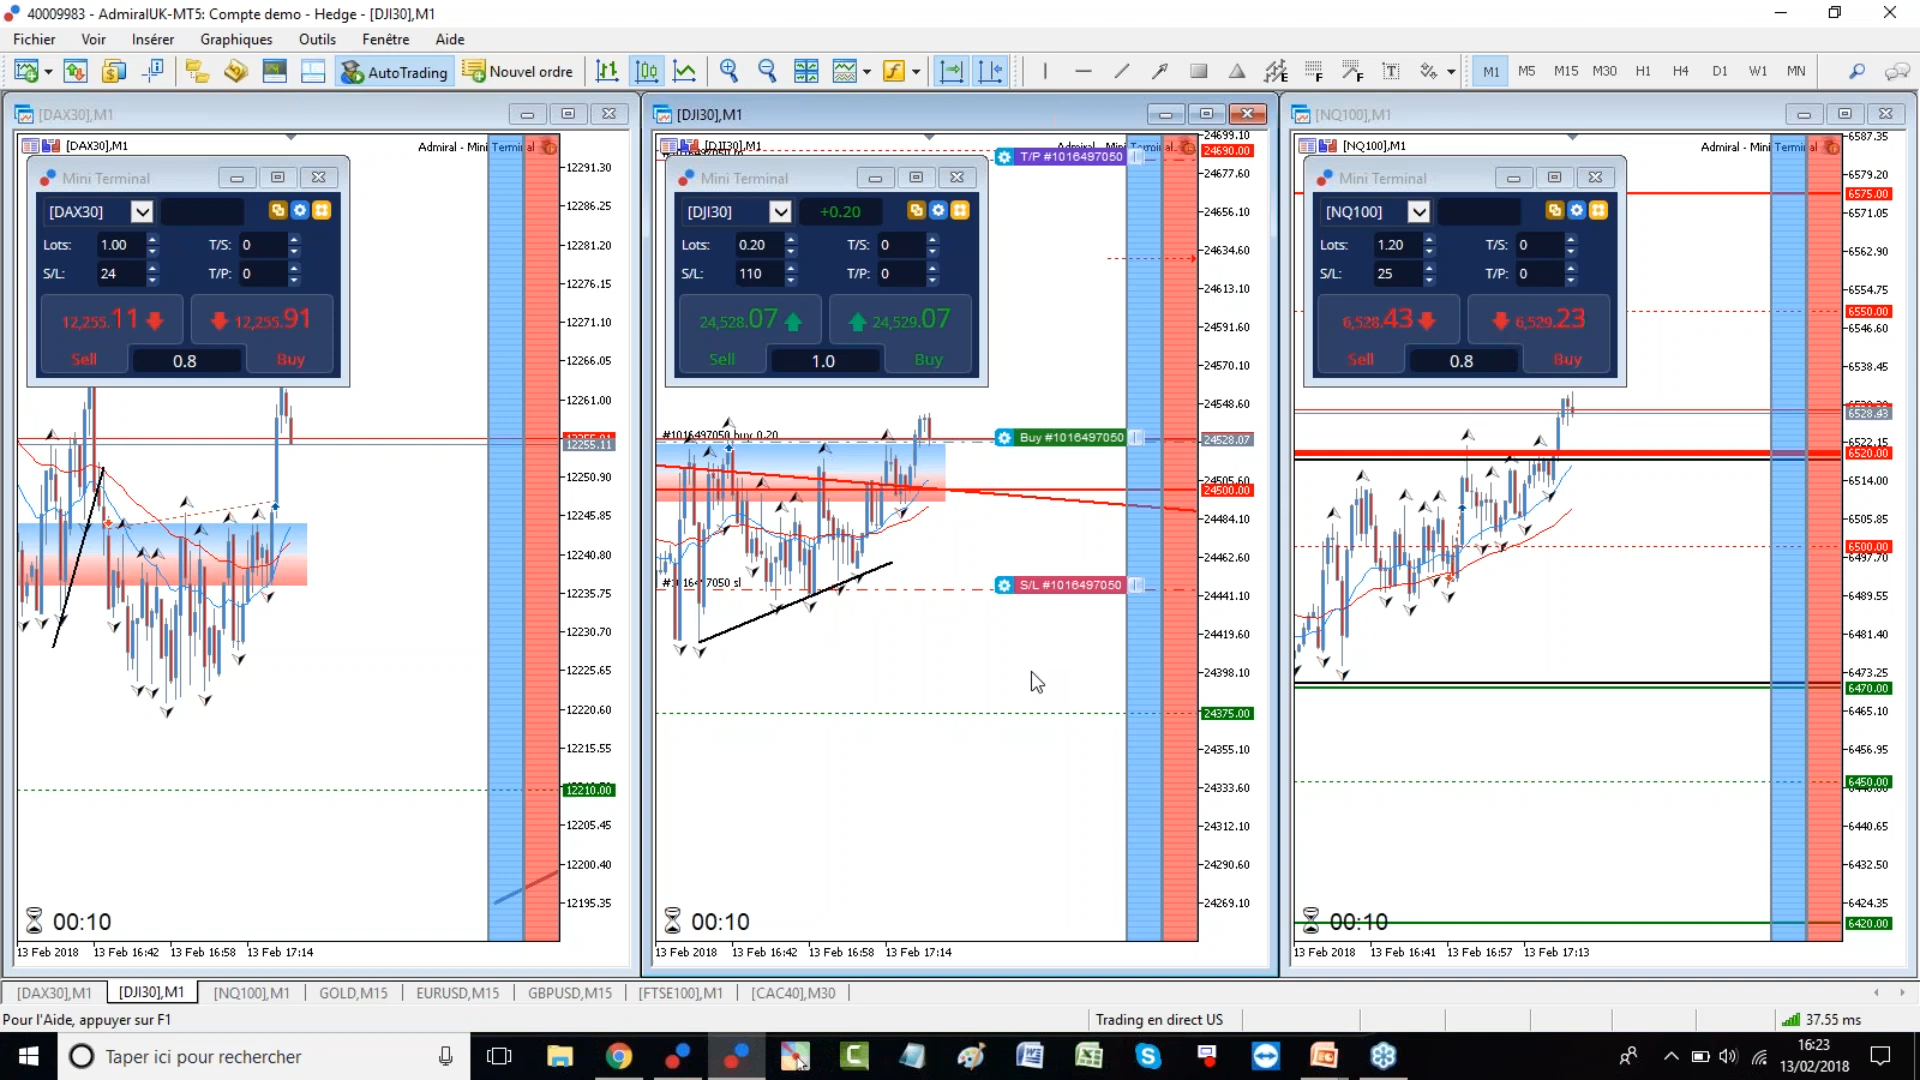 40009983 - AdmiralUK-MT5: Compte demo - Hedge - [DJI30],M1
Fichier Voir Insérer Graphiques Outils Fenêtre Aide
AutoTrading Nouvel ordre M1 M5 M15 M30 H1 H4 D1 W1 MN
[DAX30],M1
[DAX30],M1 Admiral - Mini Terminal
Mini Terminal
[DAX30]
Lots: 1.00 T/S: 0
S/L: 24 T/P: 0
12,255.11 12,255.91
Sell 0.8 Buy
12291.30
12286.25
12281.20
12276.15
12271.10
12266.05
12261.00
12255.11
12250.90
12245.85
12240.80
12235.75
12230.70
12225.65
12220.60
12215.55
12210.00
12205.45
12200.40
12195.35
00:10
13 Feb 2018 13 Feb 16:42 13 Feb 16:58 13 Feb 17:14
[DJI30],M1
[DJI30],M1
Mini Terminal
[DJI30] +0.20
Lots: 0.20 T/S: 0
S/L: 110 T/P: 0
24,528.07 24,529.07
Sell 1.0 Buy
T/P #1016497050
#1016497050 buy 0.20
Buy #1016497050
S/L #1016497050
24699.10
24690.00
24677.60
24656.10
24634.60
24613.10
24591.60
24570.10
24548.60
24528.07
24505.60
24500.00
24484.10
24462.60
24441.10
24419.60
24398.10
24375.00
24355.10
24333.60
24312.10
24290.60
24269.10
00:10
13 Feb 2018 13 Feb 16:42 13 Feb 16:58 13 Feb 17:14
[NQ100],M1
[NQ100],M1 Admiral - Mini Terminal
Mini Terminal
[NQ100]
Lots: 1.20 T/S: 0
S/L: 25 T/P: 0
6,528.43 6,529.23
Sell 0.8 Buy
6587.35
6579.20
6575.00
6571.05
6562.90
6554.75
6550.00
6546.60
6538.45
6528.43
6522.15
6520.00
6514.00
6505.85
6500.00
6497.70
6489.55
6481.40
6473.25
6470.00
6465.10
6456.95
6450.00
6440.65
6432.50
6424.35
6420.00
00:10
13 Feb 2018 13 Feb 16:41 13 Feb 16:57 13 Feb 17:13
[DAX30],M1 [DJI30],M1 [NQ100],M1 GOLD,M15 EURUSD,M15 GBPUSD,M15 [FTSE100],M1 [CAC40],M30
Pour l'Aide, appuyer sur F1 Trading en direct US 37.55 ms
Taper ici pour rechercher
16:23
13/02/2018